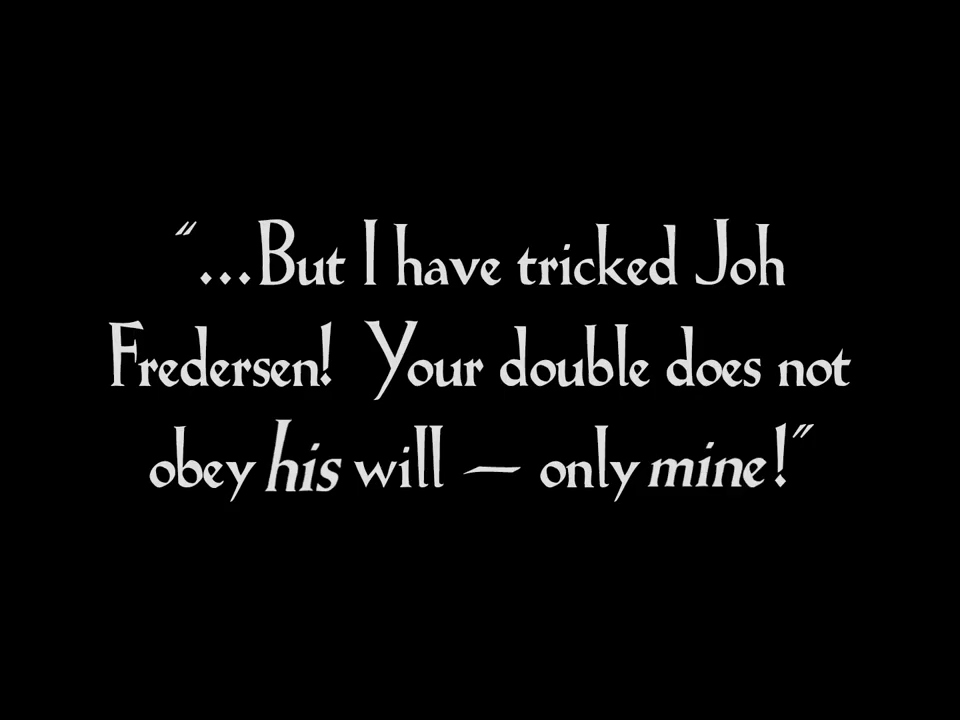 “...But I have tricked Joh
Fredersen! Your double does not
obey his will — only mine!”